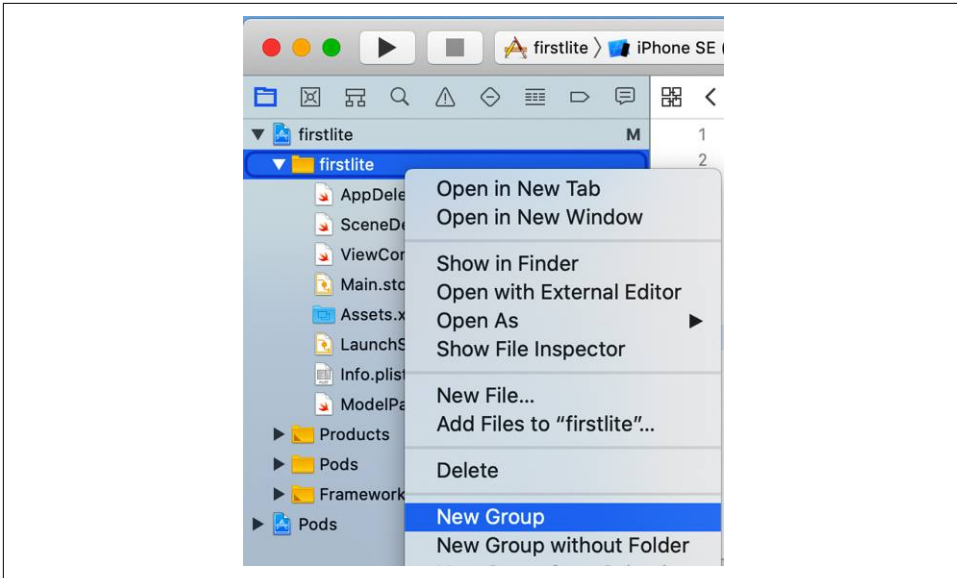 firstlite 〉 iPhone SE (
firstlite M
firstlite
AppDele
SceneDe
ViewCor
Main.sto
Assets.x
LaunchS
Info.plist
ModelPa
Products
Pods
Framework
Pods
1
2
Open in New Tab
Open in New Window
Show in Finder
Open with External Editor
Open As
Show File Inspector
New File...
Add Files to “firstlite”...
Delete
New Group
New Group without Folder